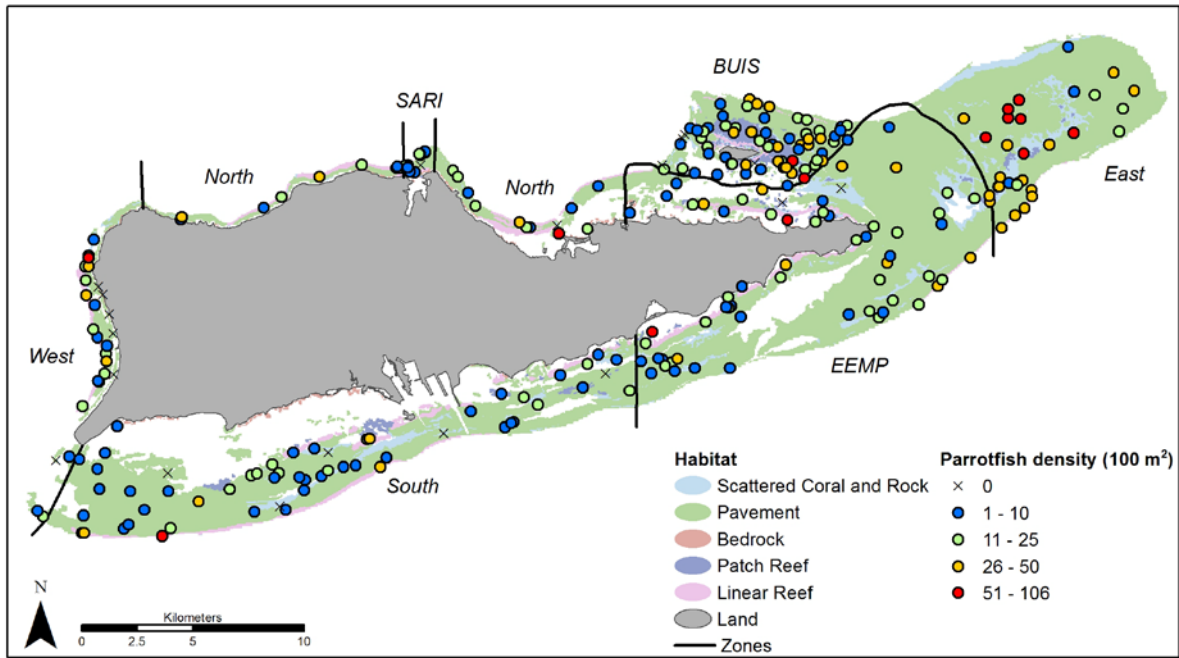 BUIS
SARI
North
North
East
West
EEMP
South
Habitat
Scattered Coral and Rock
Pavement
Bedrock
Patch Reef
Linear Reef
Land
Zones
Parrotfish density (100 m²)
0
1 - 10
11 - 25
26 - 50
51 - 106
N
Kilometers
0 2.5 5 10